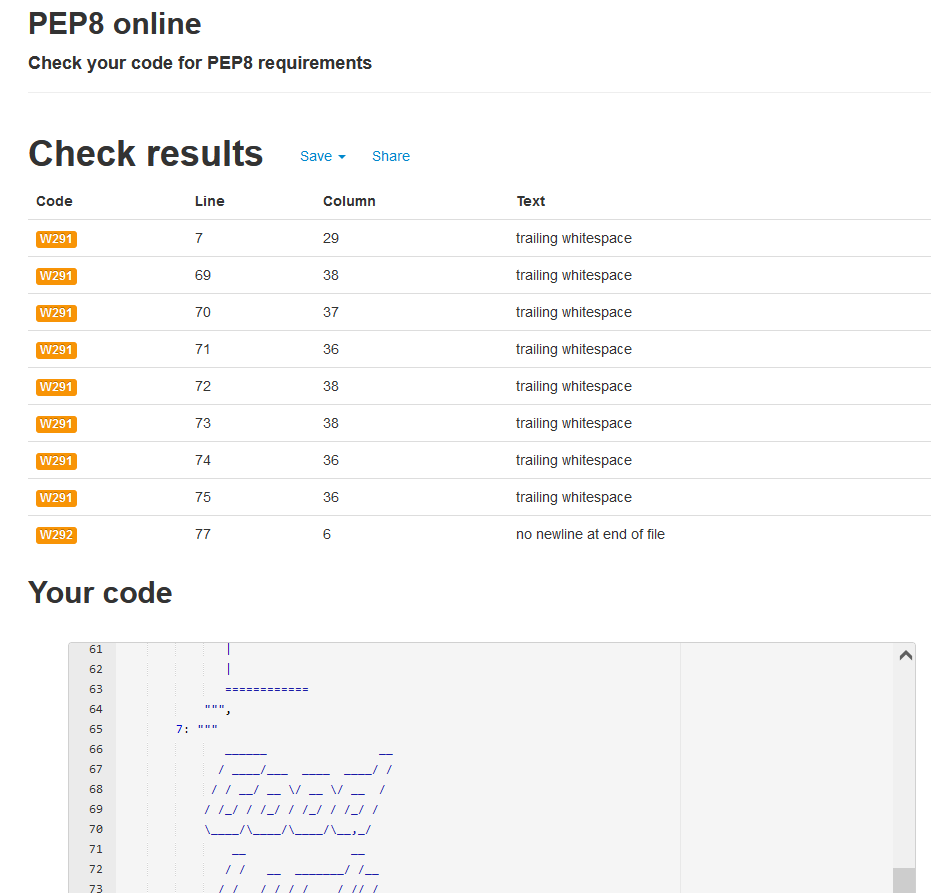 PEP8 online
Check your code for PEP8 requirements
Check results Save Share
Code Line Column Text
W291 7 29 trailing whitespace
W291 69 38 trailing whitespace
W291 70 37 trailing whitespace
W291 71 36 trailing whitespace
W291 72 38 trailing whitespace
W291 73 38 trailing whitespace
W291 74 36 trailing whitespace
W291 75 36 trailing whitespace
W292 77 6 no newline at end of file
Your code
61 |
62 |
63 ============
64 """,
65 7: """
66 ______                __
67 / ____/___  ____  ____/ /
68 / / __/ __ \/ __ \/ __  /
69 / /_/ / /_/ / /_/ / /_/ /
70 \____/\____/\____/\__,_/
71 __               __
72 / /   __  _______/ /__
73